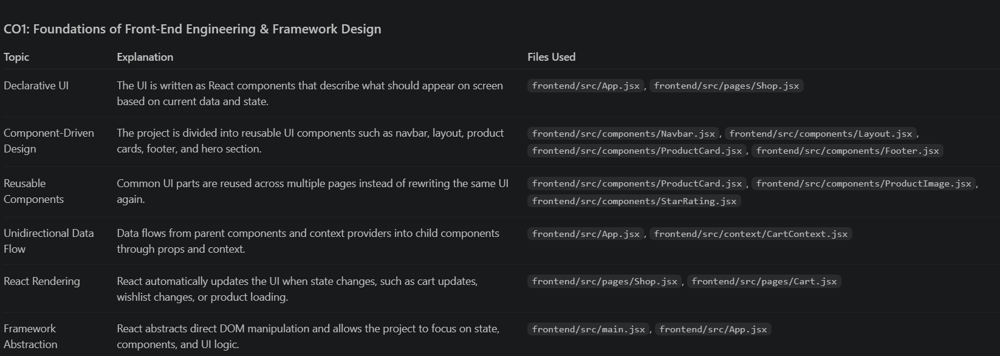 CO1: Foundations of Front-End Engineering & Framework Design
Topic Explanation Files Used
Declarative UI The UI is written as React components that describe what should appear on screen frontend/src/App.jsx, frontend/src/pages/Shop.jsx
based on current data and state.
Component-Driven The project is divided into reusable UI components such as navbar, layout, product frontend/src/components/Navbar.jsx, frontend/src/components/Layout.jsx,
Design cards, footer, and hero section. frontend/src/components/ProductCard.jsx, frontend/src/components/Footer.jsx
Reusable Common UI parts are reused across multiple pages instead of rewriting the same UI frontend/src/components/ProductCard.jsx, frontend/src/components/ProductImage.jsx,
Components again. frontend/src/components/StarRating.jsx
Unidirectional Data Data flows from parent components and context providers into child components frontend/src/App.jsx, frontend/src/context/CartContext.jsx
Flow through props and context.
React Rendering React automatically updates the UI when state changes, such as cart updates, frontend/src/pages/Shop.jsx, frontend/src/pages/Cart.jsx
wishlist changes, or product loading.
Framework React abstracts direct DOM manipulation and allows the project to focus on state, frontend/src/main.jsx, frontend/src/App.jsx
Abstraction components, and UI logic.